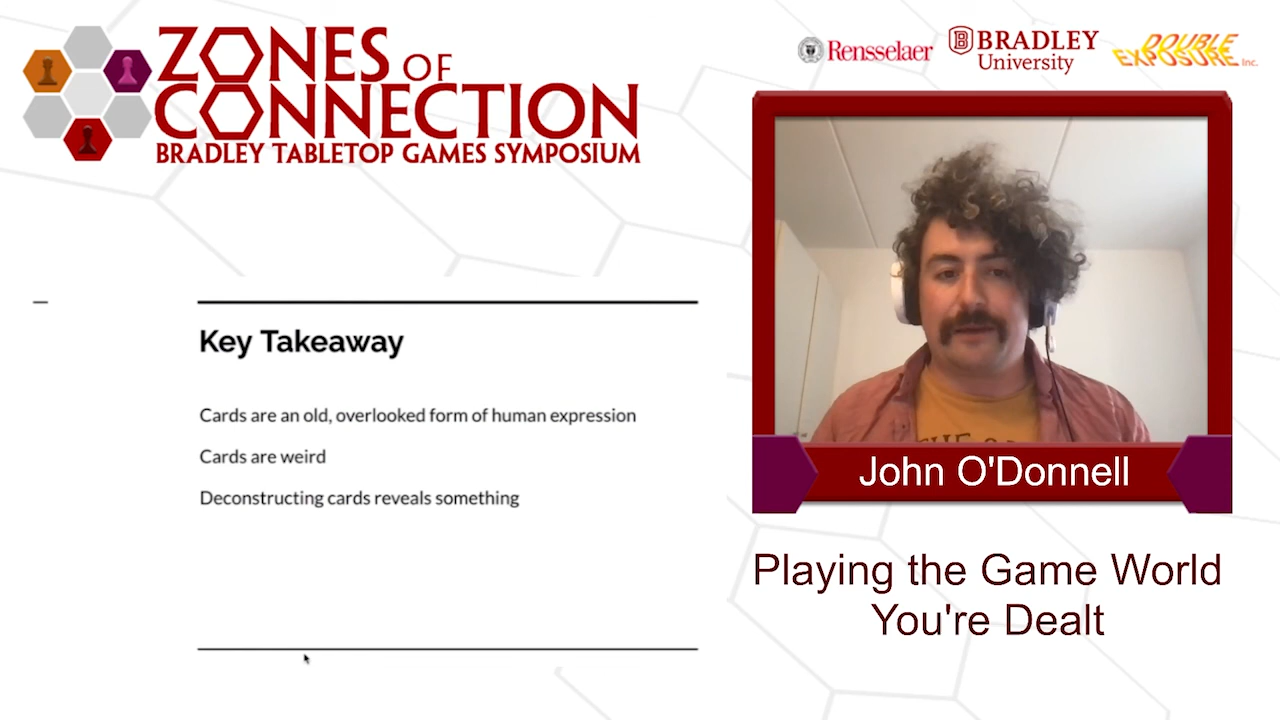 ZONES OF
CONNECTION
BRADLEY TABLETOP GAMES SYMPOSIUM
Rensselaer
BRADLEY
University
DOUBLE
EXPOSURE Inc.
Key Takeaway
Cards are an old, overlooked form of human expression
Cards are weird
Deconstructing cards reveals something
John O'Donnell
Playing the Game World
You're Dealt